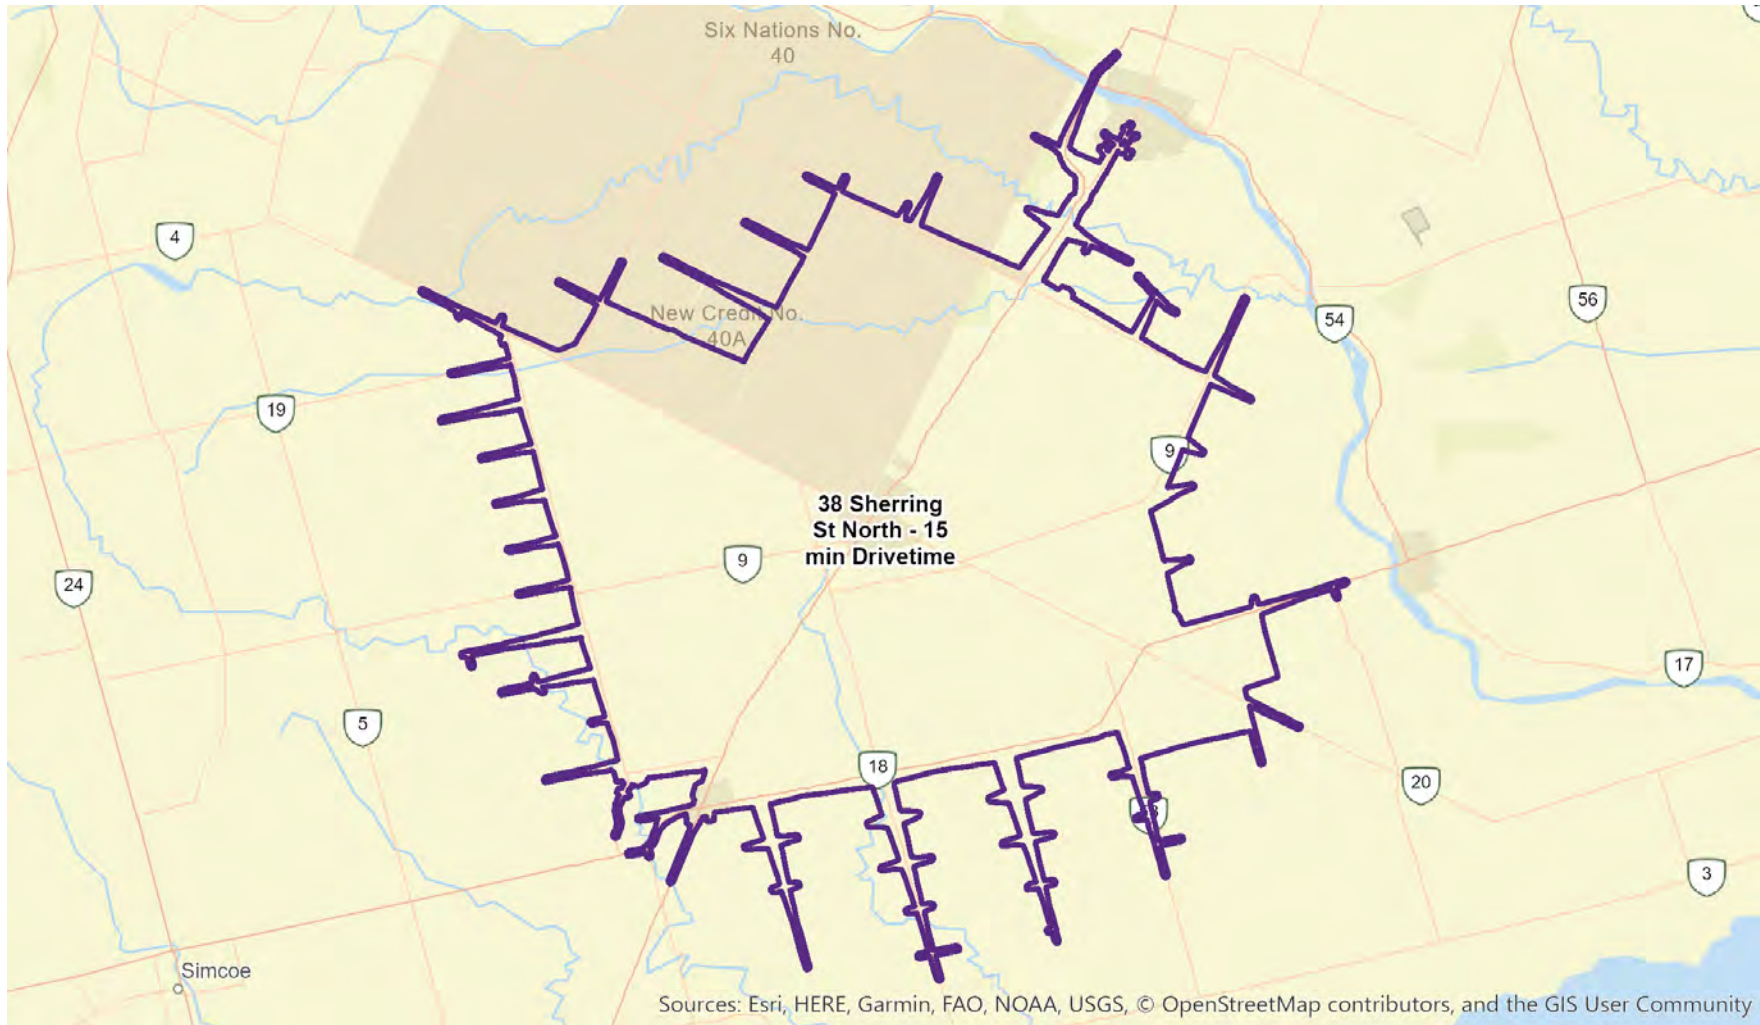 Six Nations No.
40
4
56
54
New Credit No.
40A
19
9
38 Sherring
St North - 15
min Drivetime
9
24
17
5
18
20
3
Simcoe
Sources: Esri, HERE, Garmin, FAO, NOAA, USGS, © OpenStreetMap contributors, and the GIS User Community